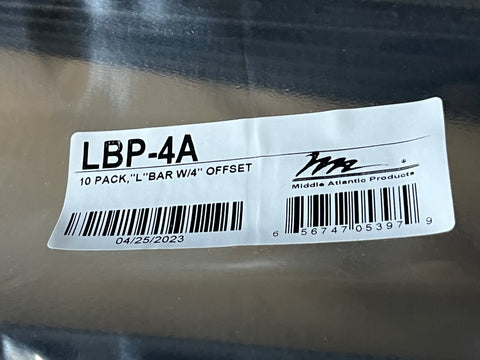 LBP-4A
10 PACK,"L"BAR W/4" OFFSET
m ®
Middle Atlantic Products
04/25/2023
6 56747 05397 9